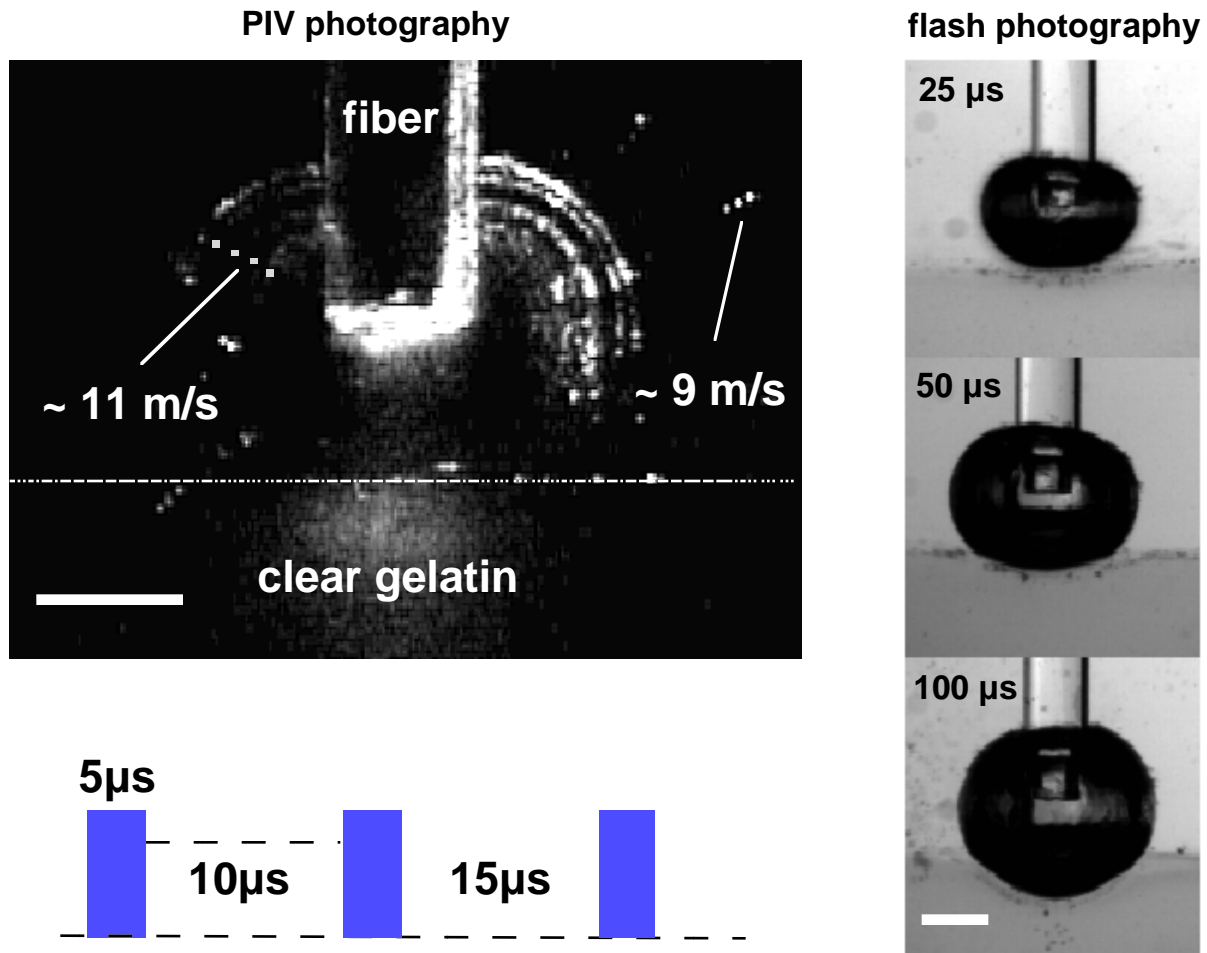 PIV photography
flash photography
fiber
~ 11 m/s
~ 9 m/s
clear gelatin
25 µs
50 µs
100 µs
5µs
10µs
15µs